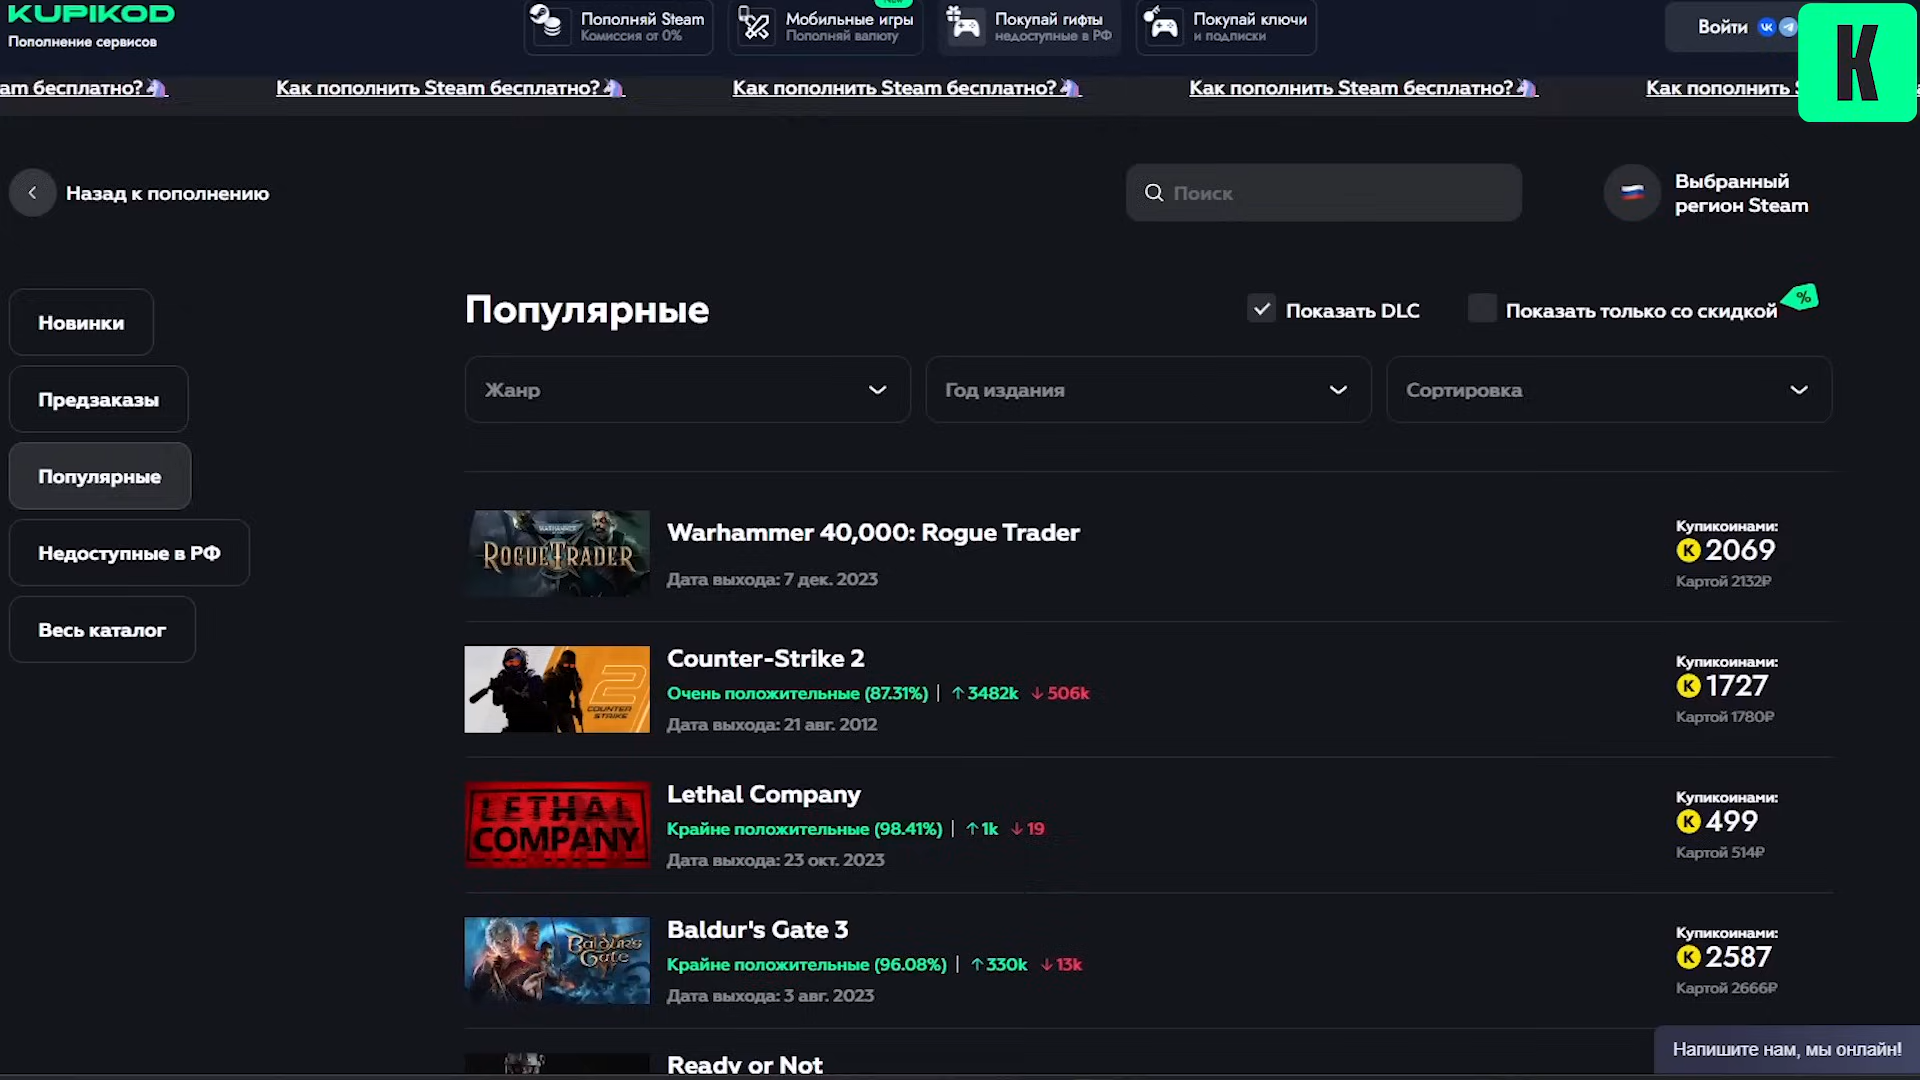 KUPIKOD
Пополнение сервисов
Пополняй Steam
Комиссия от 0%
New
Мобильные игры
Пополняй валюту
Покупай гифты
недоступные в РФ
Покупай ключи
и подписки
Войти
K
am бесплатно?
Как пополнить Steam бесплатно?
Как пополнить Steam бесплатно?
Как пополнить Steam бесплатно?
Как пополнить
Назад к пополнению
Поиск
Выбранный
регион Steam
Новинки
Предзаказы
Популярные
Недоступные в РФ
Весь каталог
Популярные
Показать DLC
Показать только со скидкой
%
Жанр
Год издания
Сортировка
WARHAMMER
ROGUE TRADER
Warhammer 40,000: Rogue Trader
Дата выхода: 7 дек. 2023
Купикоинами:
K 2069
Картой 2132₽
2
COUNTER
STRIKE
Counter-Strike 2
Очень положительные (87.31%) | ↑3482k ↓506k
Дата выхода: 21 авг. 2012
Купикоинами:
K 1727
Картой 1780₽
LETHAL
COMPANY
Lethal Company
Крайне положительные (98.41%) | ↑1k ↓19
Дата выхода: 23 окт. 2023
Купикоинами:
K 499
Картой 514₽
Baldur's
Gate
Baldur's Gate 3
Крайне положительные (96.08%) | ↑330k ↓13k
Дата выхода: 3 авг. 2023
Купикоинами:
K 2587
Картой 2666₽
Ready or Not
Напишите нам, мы онлайн!